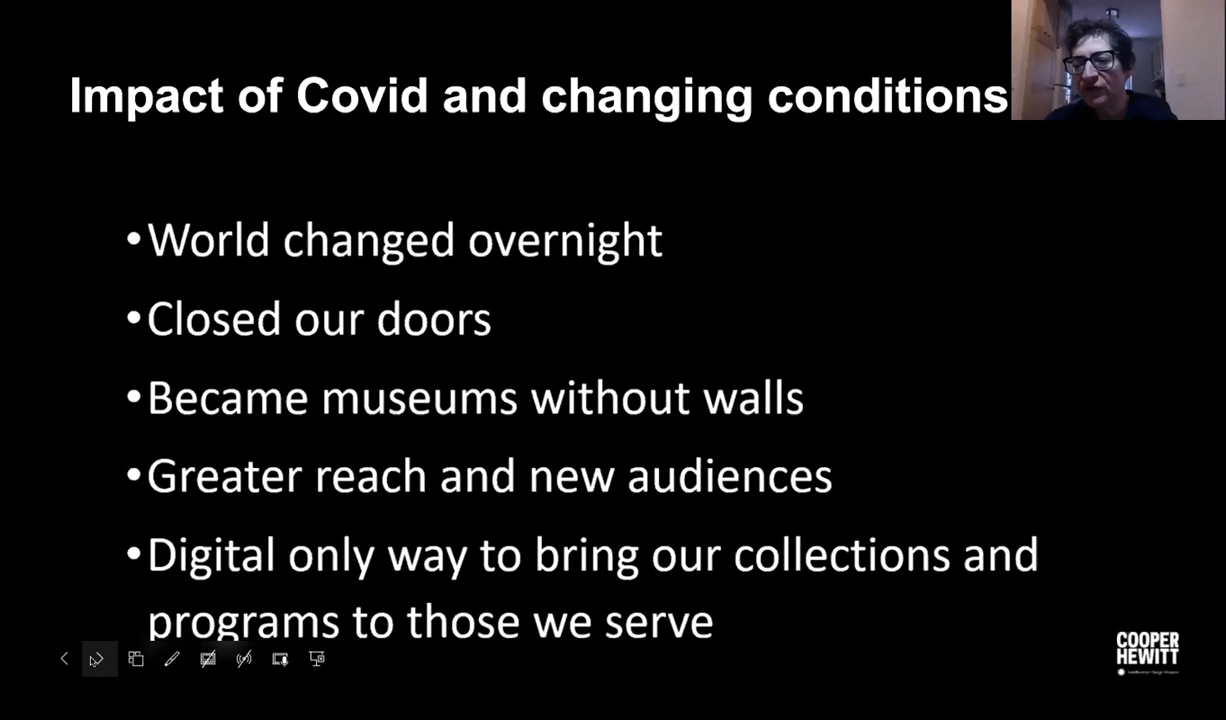 Impact of Covid and changing conditions
•World changed overnight
•Closed our doors
•Became museums without walls
•Greater reach and new audiences
•Digital only way to bring our collections and
programs to those we serve
COOPER
HEWITT